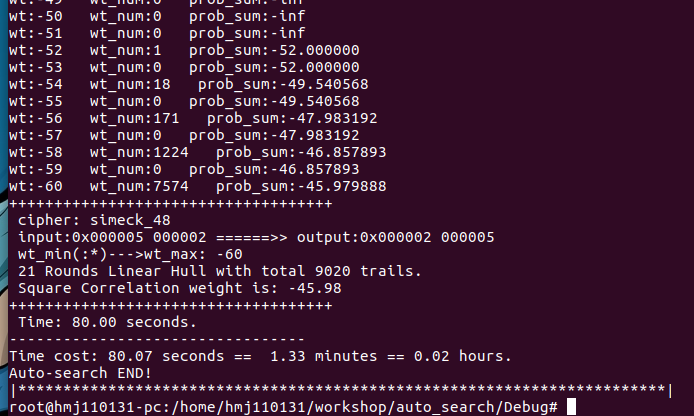 wt:-49   wt_num:0   prob_sum:-inf
wt:-50   wt_num:0   prob_sum:-inf
wt:-51   wt_num:0   prob_sum:-inf
wt:-52   wt_num:1   prob_sum:-52.000000
wt:-53   wt_num:0   prob_sum:-52.000000
wt:-54   wt_num:18   prob_sum:-49.540568
wt:-55   wt_num:0   prob_sum:-49.540568
wt:-56   wt_num:171   prob_sum:-47.983192
wt:-57   wt_num:0   prob_sum:-47.983192
wt:-58   wt_num:1224   prob_sum:-46.857893
wt:-59   wt_num:0   prob_sum:-46.857893
wt:-60   wt_num:7574   prob_sum:-45.979888
++++++++++++++++++++++++++++++++++++
cipher: simeck_48
input:0x000005 000002 ======>> output:0x000002 000005
wt_min(:*)--->wt_max: -60
21 Rounds Linear Hull with total 9020 trails.
Square Correlation weight is: -45.98
++++++++++++++++++++++++++++++++++++
Time: 80.00 seconds.
---------------------------------
Time cost: 80.07 seconds ==  1.33 minutes == 0.02 hours.
Auto-search END!
|*************************************************************************|
root@hmj110131-pc:/home/hmj110131/workshop/auto_search/Debug#